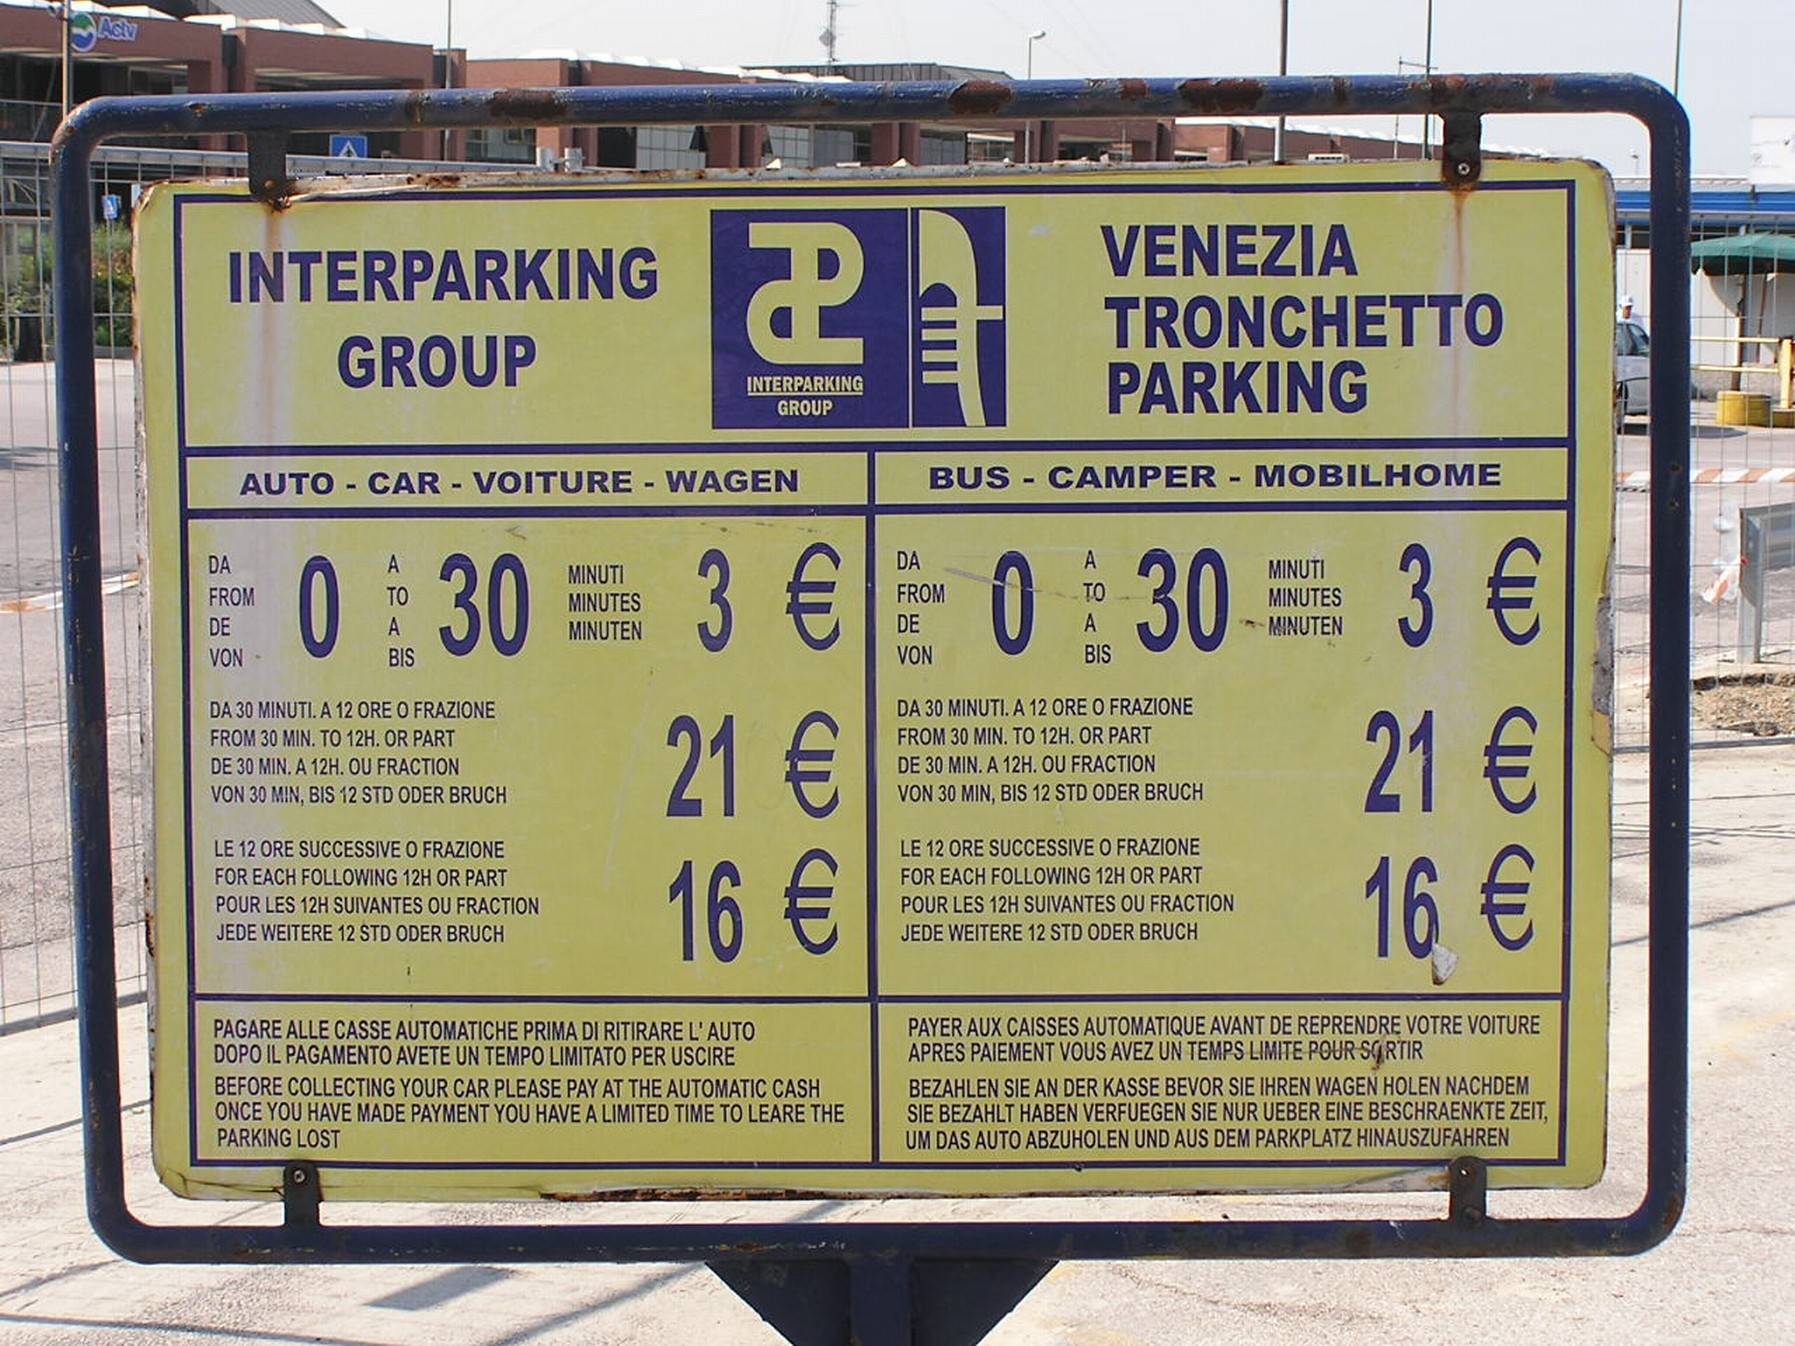 Actv
INTERPARKING
GROUP
INTERPARKING
GROUP
VENEZIA
TRONCHETTO
PARKING
AUTO - CAR - VOITURE - WAGEN
DA
FROM
DE
VON
0
A
TO
A
BIS
30
MINUTI
MINUTES
MINUTEN
3 €
DA 30 MINUTI. A 12 ORE O FRAZIONE
FROM 30 MIN. TO 12H. OR PART
DE 30 MIN. A 12H. OU FRACTION
VON 30 MIN, BIS 12 STD ODER BRUCH
21 €
LE 12 ORE SUCCESSIVE O FRAZIONE
FOR EACH FOLLOWING 12H OR PART
POUR LES 12H SUIVANTES OU FRACTION
JEDE WEITERE 12 STD ODER BRUCH
16 €
BUS - CAMPER - MOBILHOME
DA
FROM
DE
VON
0
A
TO
A
BIS
30
MINUTI
MINUTES
MINUTEN
3 €
DA 30 MINUTI. A 12 ORE O FRAZIONE
FROM 30 MIN. TO 12H. OR PART
DE 30 MIN. A 12H. OU FRACTION
VON 30 MIN, BIS 12 STD ODER BRUCH
21 €
LE 12 ORE SUCCESSIVE O FRAZIONE
FOR EACH FOLLOWING 12H OR PART
POUR LES 12H SUIVANTES OU FRACTION
JEDE WEITERE 12 STD ODER BRUCH
16 €
PAGARE ALLE CASSE AUTOMATICHE PRIMA DI RITIRARE L' AUTO
DOPO IL PAGAMENTO AVETE UN TEMPO LIMITATO PER USCIRE
BEFORE COLLECTING YOUR CAR PLEASE PAY AT THE AUTOMATIC CASH
ONCE YOU HAVE MADE PAYMENT YOU HAVE A LIMITED TIME TO LEARE THE
PARKING LOST
PAYER AUX CAISSES AUTOMATIQUE AVANT DE REPRENDRE VOTRE VOITURE
APRES PAIEMENT VOUS AVEZ UN TEMPS LIMITE POUR SORTIR
BEZAHLEN SIE AN DER KASSE BEVOR SIE IHREN WAGEN HOLEN NACHDEM
SIE BEZAHLT HABEN VERFUEGEN SIE NUR UEBER EINE BESCHRAENKTE ZEIT,
UM DAS AUTO ABZUHOLEN UND AUS DEM PARKPLATZ HINAUSZUFAHREN